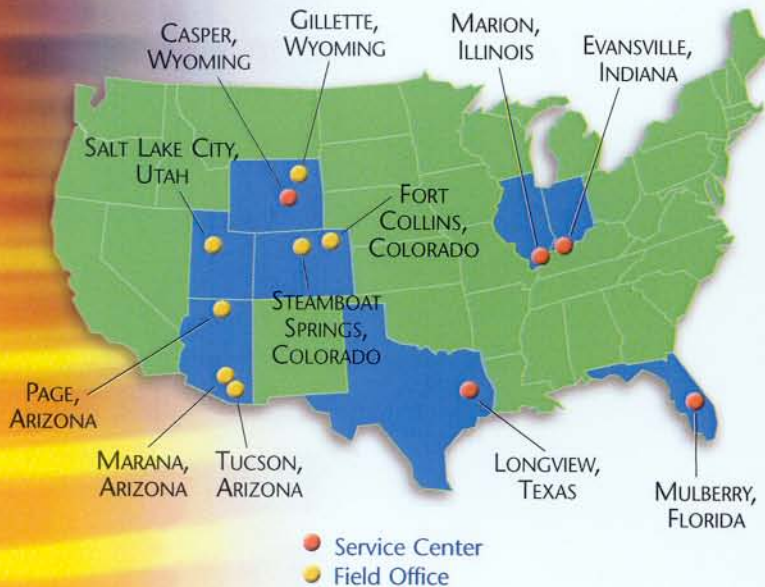 CASPER,
WYOMING
GILLETTE,
WYOMING
MARION,
ILLINOIS
EVANSVILLE,
INDIANA
SALT LAKE CITY,
UTAH
FORT
COLLINS,
COLORADO
STEAMBOAT
SPRINGS,
COLORADO
PAGE,
ARIZONA
MARANA,
ARIZONA
TUCSON,
ARIZONA
LONGVIEW,
TEXAS
MULBERRY,
FLORIDA
Service Center
Field Office